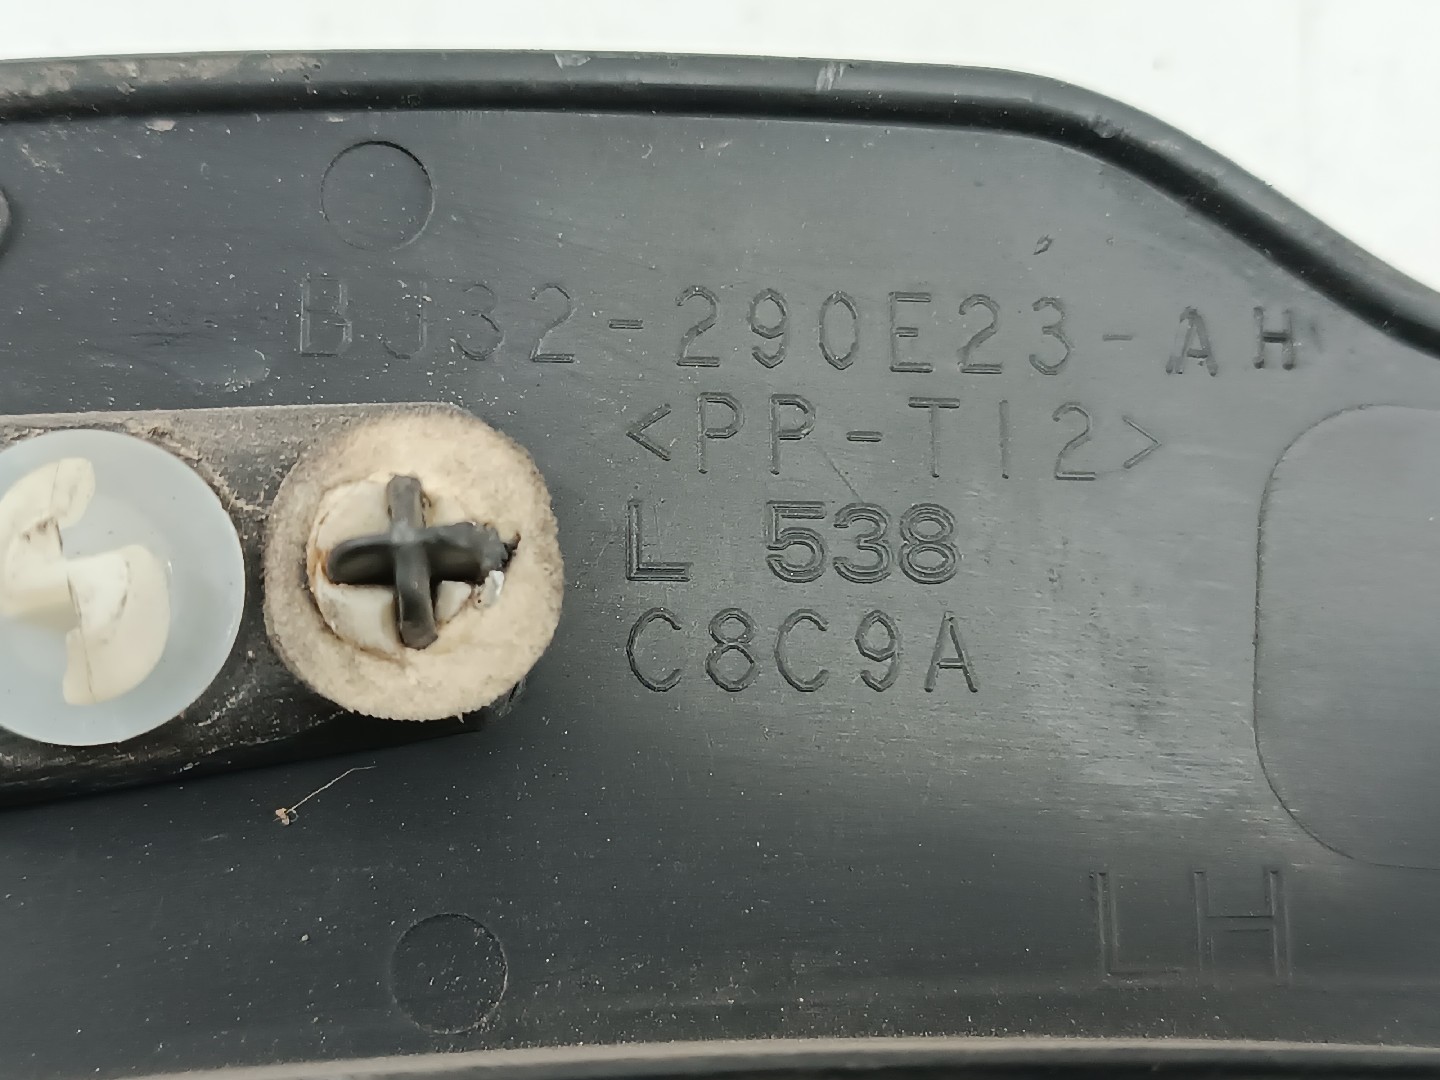 BJ32-290E23-AH
<PP-T12>
L 538
C8C9A
LH